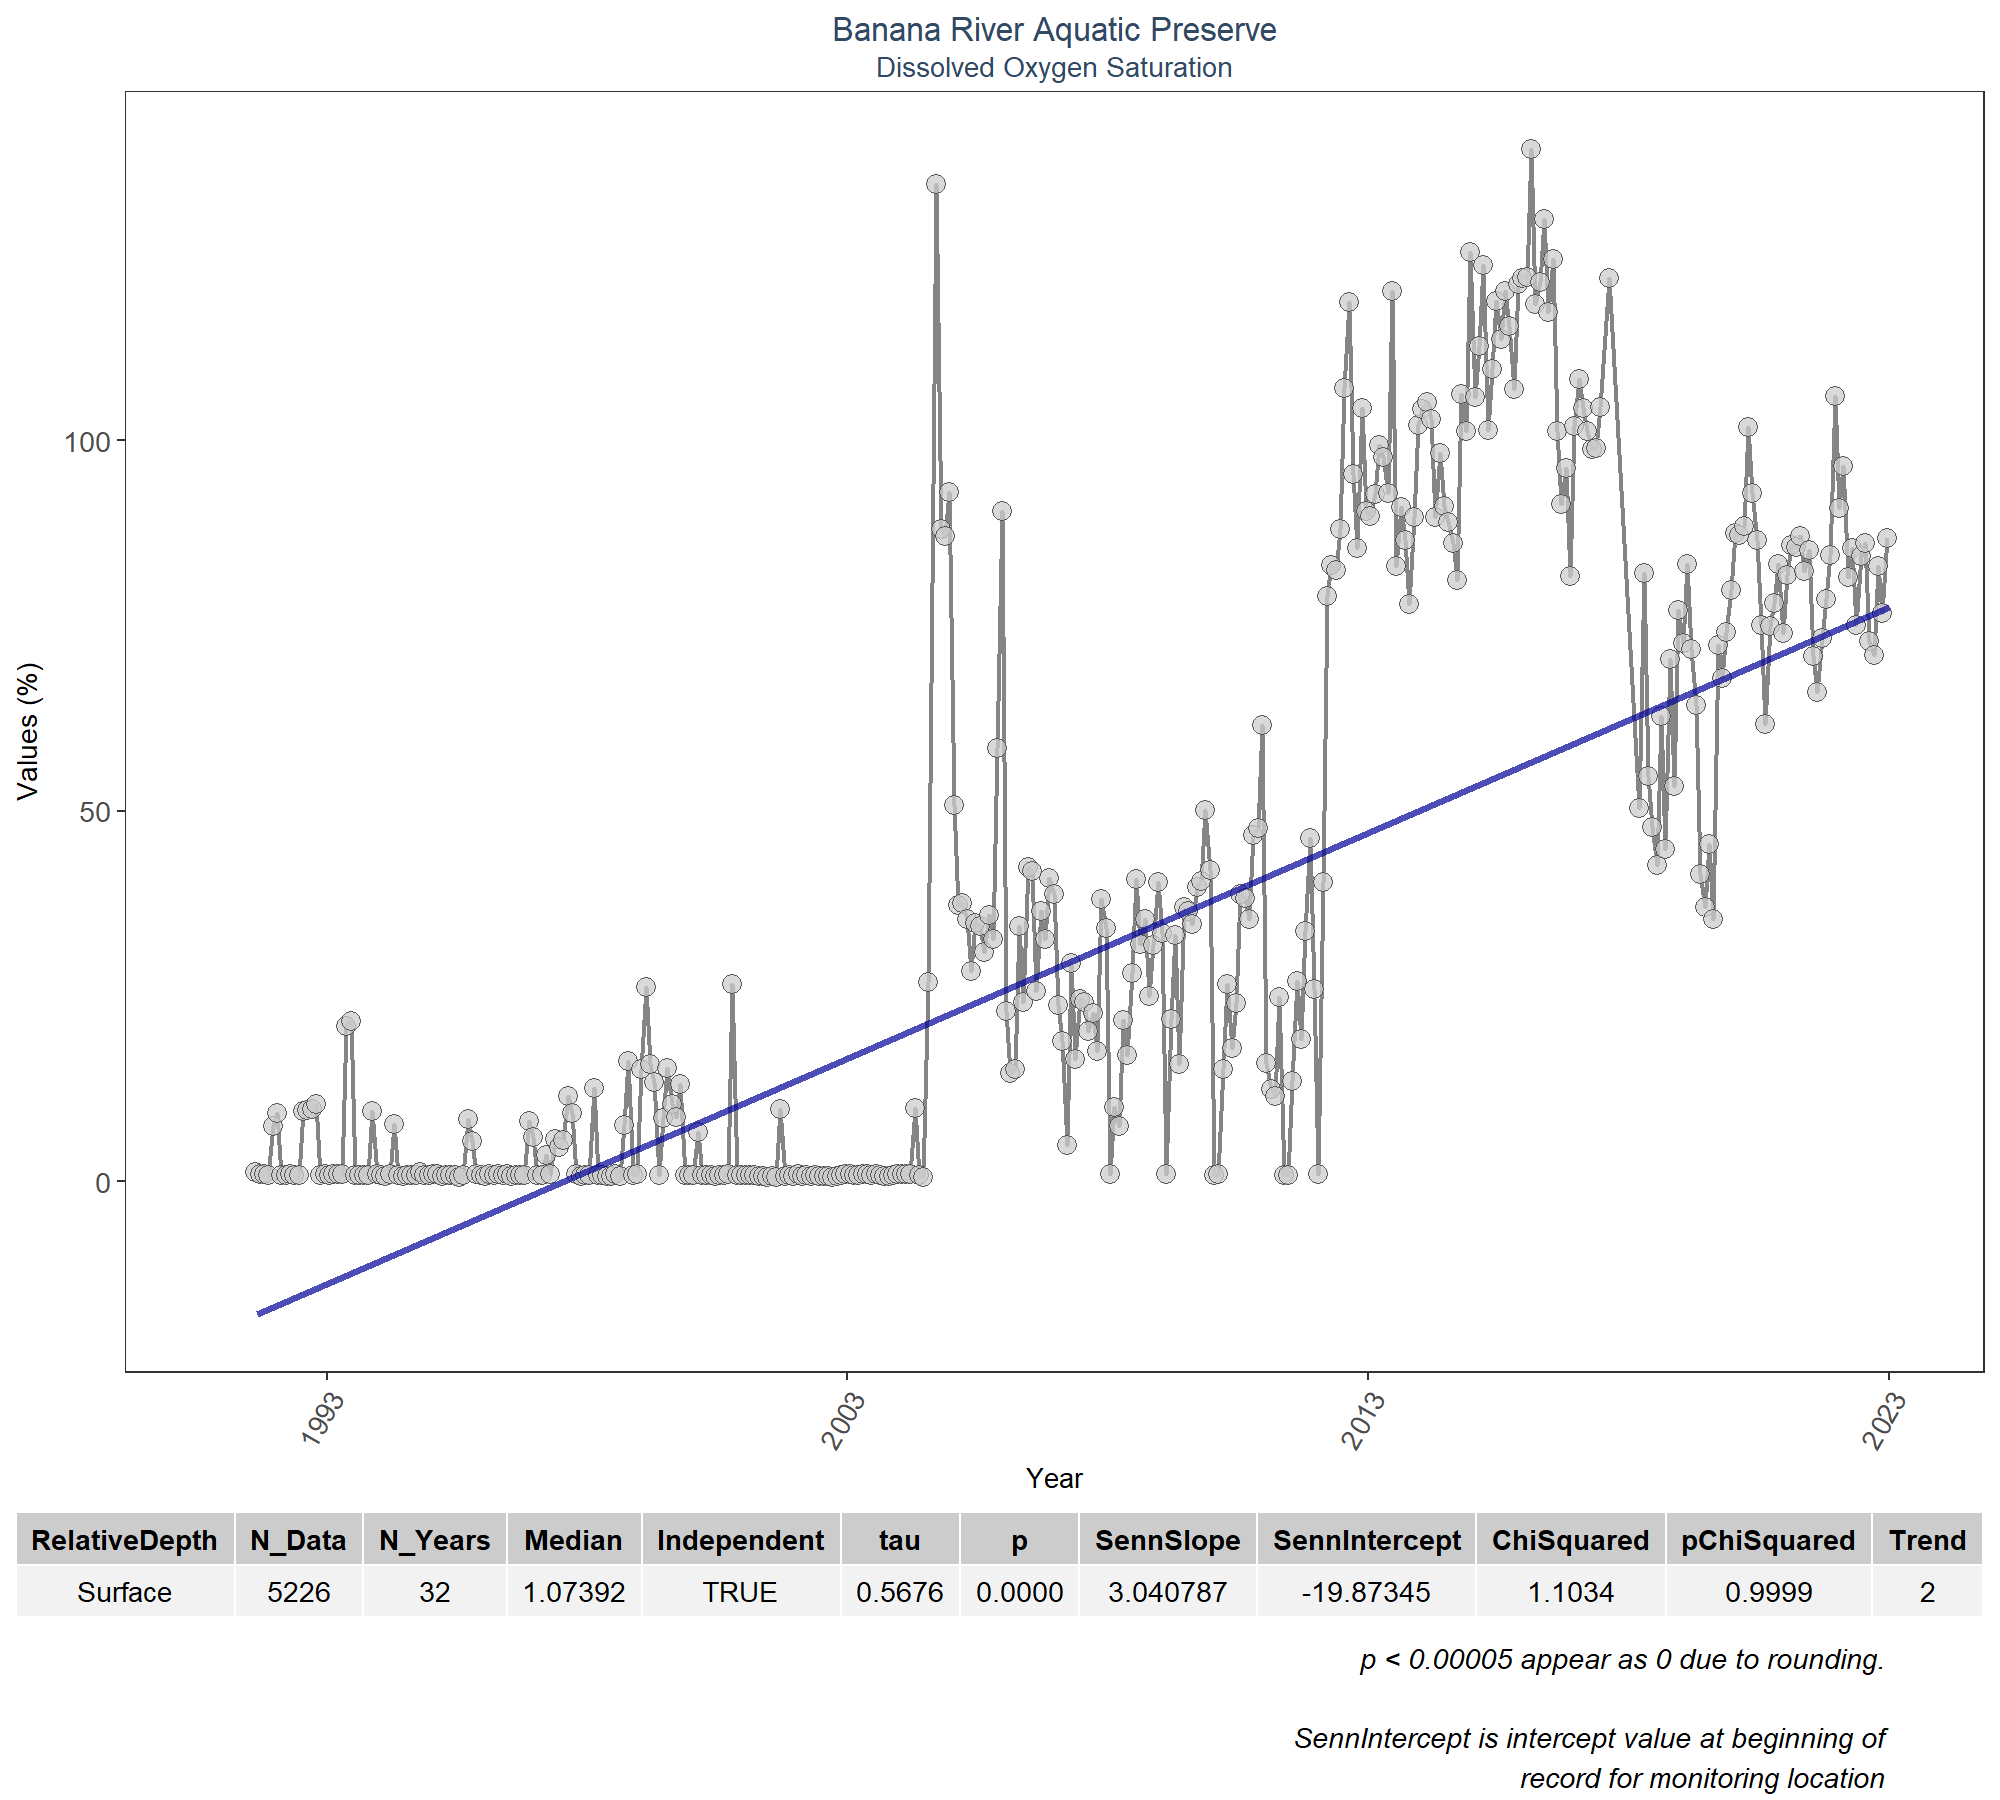 Banana River Aquatic Preserve
Dissolved Oxygen Saturation
Values (%)
100
50
0
1993
2003
2013
2023
Year
RelativeDepth N_Data N_Years Median Independent tau p SennSlope SennIntercept ChiSquared pChiSquared Trend
Surface 5226 32 1.07392 TRUE 0.5676 0.0000 3.040787 -19.87345 1.1034 0.9999 2
p < 0.00005 appear as 0 due to rounding.
SennIntercept is intercept value at beginning of
record for monitoring location